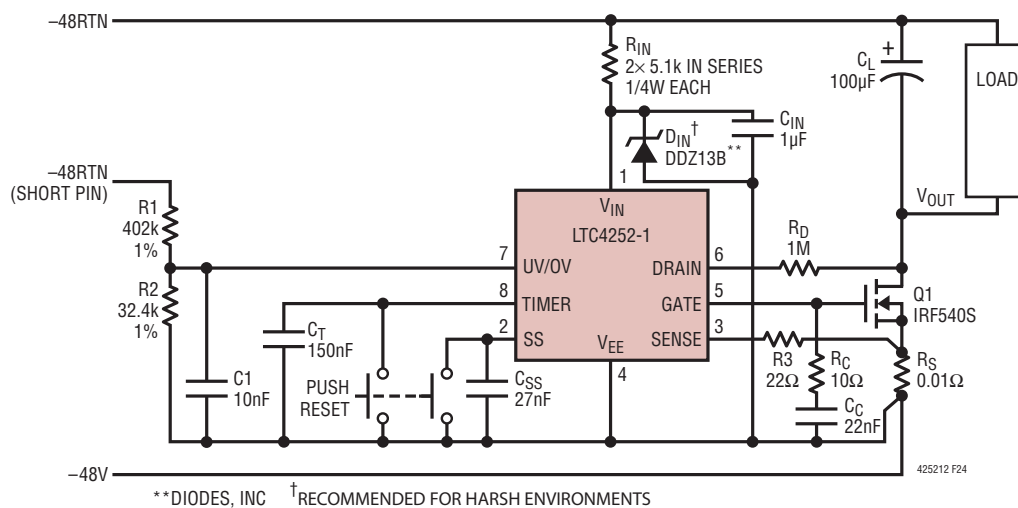 –48RTN
RIN
2× 5.1k IN SERIES
1/4W EACH
CL
100µF
+
LOAD
DIN†
DDZ13B**
CIN
1µF
–48RTN
(SHORT PIN)
R1
402k
1%
R2
32.4k
1%
1
VIN
LTC4252-1
VOUT
RD
1M
7
UV/OV
DRAIN
6
8
TIMER
GATE
5
2
SS
VEE
SENSE
3
4
Q1
IRF540S
CT
150nF
C1
10nF
PUSH
RESET
CSS
27nF
R3
22Ω
RC
10Ω
CC
22nF
RS
0.01Ω
–48V
425212 F24
**DIODES, INC †RECOMMENDED FOR HARSH ENVIRONMENTS